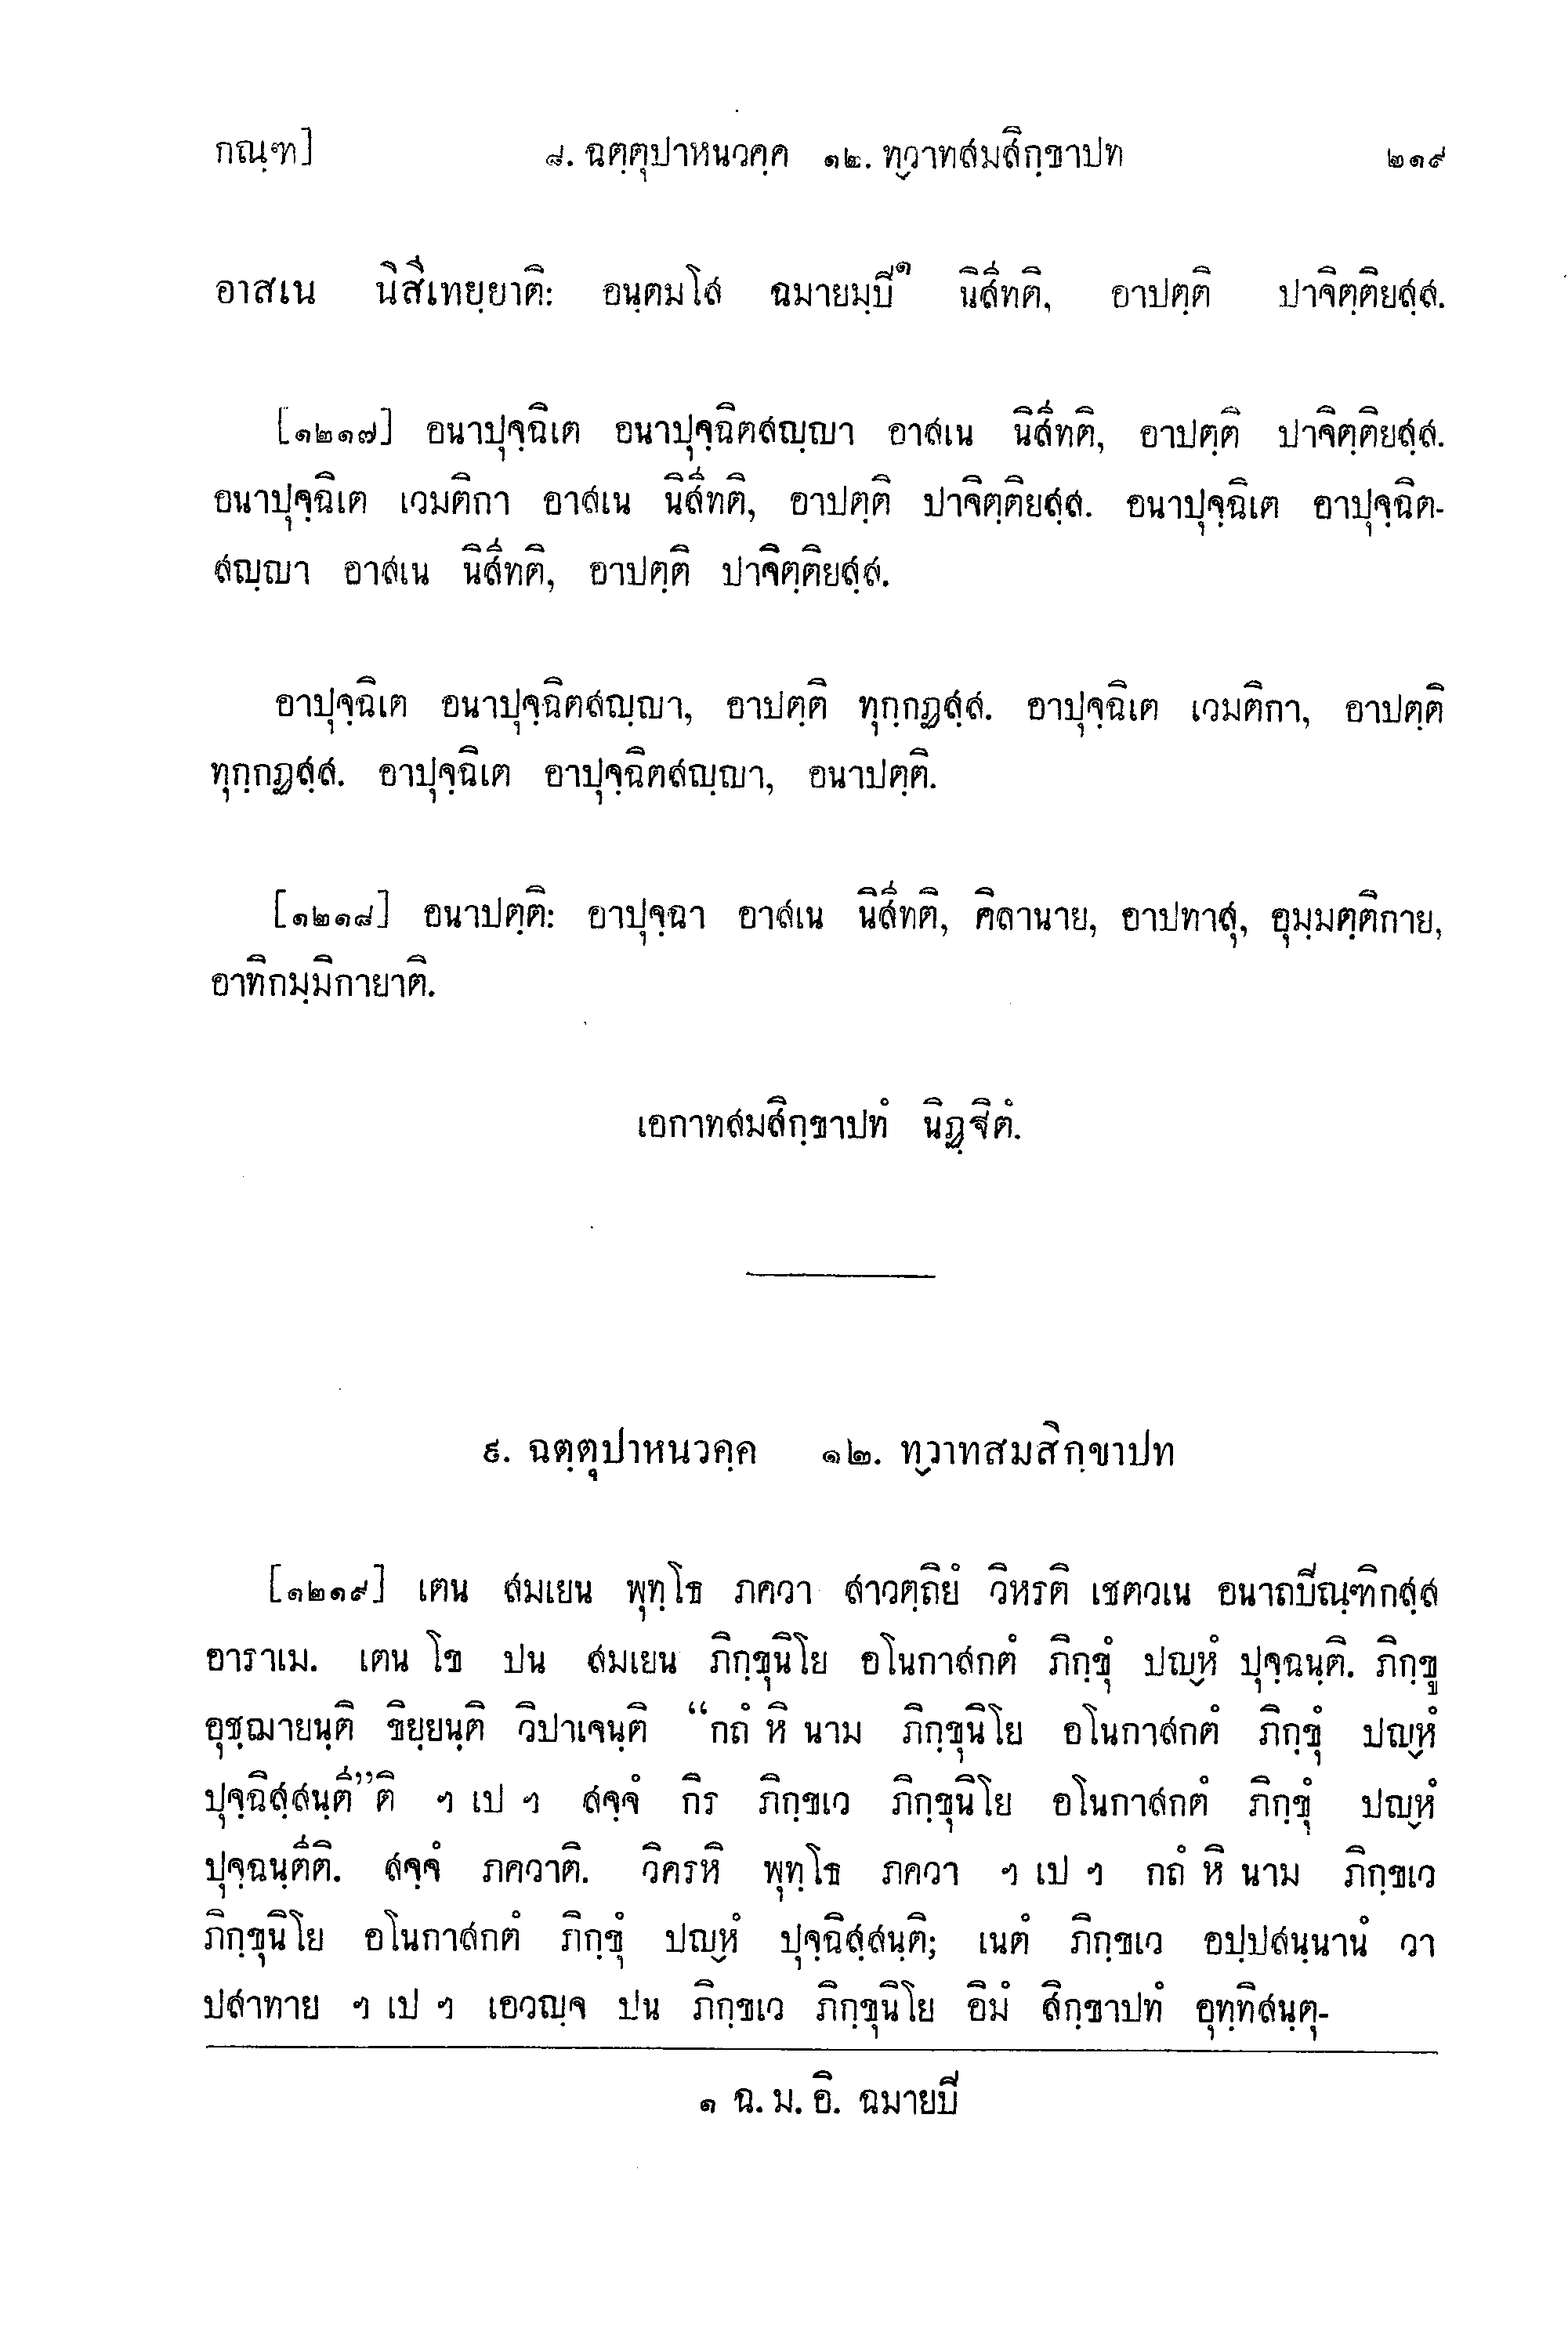 กณฺฑ] ๘. ฉตฺตุปาหนวคฺค ๑๒. ทฺวาทสมสิกฺขาปท ๒๑๙
อาสเน นิสีเทยฺยาติ: อนฺตมโส ฉมายมฺปิ๑ นิสีทติ, อาปตฺติ ปาจิตฺติยสฺส.
[๑๒๑๗] อนาปุจฺฉิเต อนาปุจฺฉิตสญฺญา อาสเน นิสีทติ, อาปตฺติ ปาจิตฺติยสฺส.
อนาปุจฺฉิเต เวมติกา อาสเน นิสีทติ, อาปตฺติ ปาจิตฺติยสฺส. อนาปุจฺฉิเต อาปุจฺฉิต-
สญฺญา อาสเน นิสีทติ, อาปตฺติ ปาจิตฺติยสฺส.
อาปุจฺฉิเต อนาปุจฺฉิตสญฺญา, อาปตฺติ ทุกฺกฏสฺส. อาปุจฺฉิเต เวมติกา, อาปตฺติ
ทุกฺกฏสฺส. อาปุจฺฉิเต อาปุจฺฉิตสญฺญา, อนาปตฺติ.
[๑๒๑๘] อนาปตฺติ: อาปุจฺฉา อาสเน นิสีทติ, คิลานาย, อาปทาสุ, อุมฺมตฺติกาย,
อาทิกมฺมิกายาติ.
เอกาทสมสิกฺขาปทํ นิฏฺฐิตํ.
๙. ฉตฺตุปาหนวคฺค ๑๒. ทฺวาทสมสิกฺขาปท
[๑๒๑๙] เตน สมเยน พุทฺโธ ภควา สาวตฺถิยํ วิหรติ เชตวเน อนาถปิณฺฑิกสฺส
อาราเม. เตน โข ปน สมเยน ภิกฺขุนิโย อโนกาสกตํ ภิกฺขุํ ปญฺหํ ปุจฺฉนฺติ. ภิกฺขู
อุชฺฌายนฺติ ขิยฺยนฺติ วิปาเจนฺติ “กถํ หิ นาม ภิกฺขุนิโย อโนกาสกตํ ภิกฺขุํ ปญฺหํ
ปุจฺฉิสฺสนฺตี”ติ ฯ เป ฯ สจฺจํ กิร ภิกฺขเว ภิกฺขุนิโย อโนกาสกตํ ภิกฺขุํ ปญฺหํ
ปุจฺฉนฺตีติ. สจฺจํ ภควาติ. วิครหิ พุทฺโธ ภควา ฯ เป ฯ กถํ หิ นาม ภิกฺขเว
ภิกฺขุนิโย อโนกาสกตํ ภิกฺขุํ ปญฺหํ ปุจฺฉิสฺสนฺติ; เนตํ ภิกฺขเว อปฺปสนฺนานํ วา
ปสาทาย ฯ เป ฯ เอวญฺจ ปน ภิกฺขเว ภิกฺขุนิโย อิมํ สิกฺขาปทํ อุทฺทิสนฺตุ-
๑ ฉ. ม. อิ. ฉมายปิ